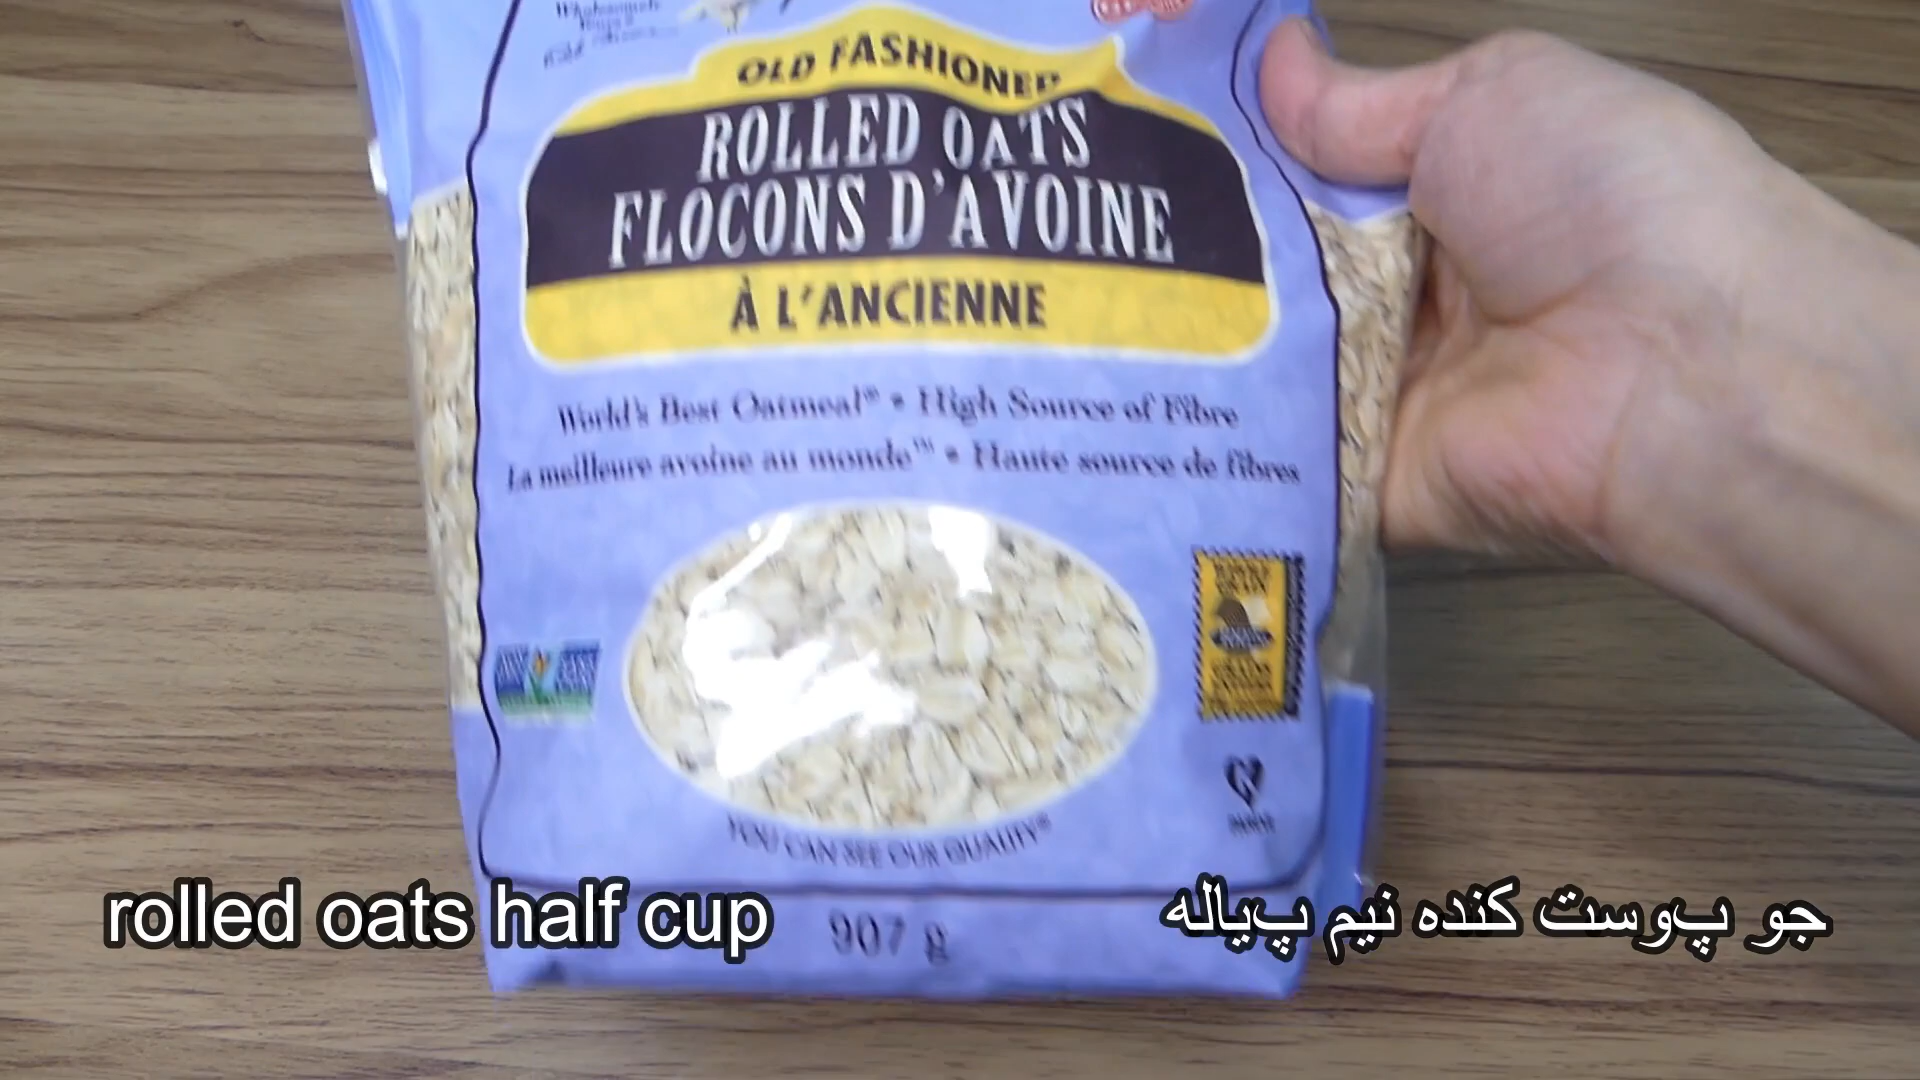 OLD FASHIONED
ROLLED OATS
FLOCONS D'AVOINE
À L'ANCIENNE
World's Best Oatmeal® • High Source of Fibre
La meilleure avoine au monde™ • Haute source de fibres
YOU CAN SEE OUR QUALITY®
907 g
rolled oats half cup
جو پوست کنده نیم پیاله